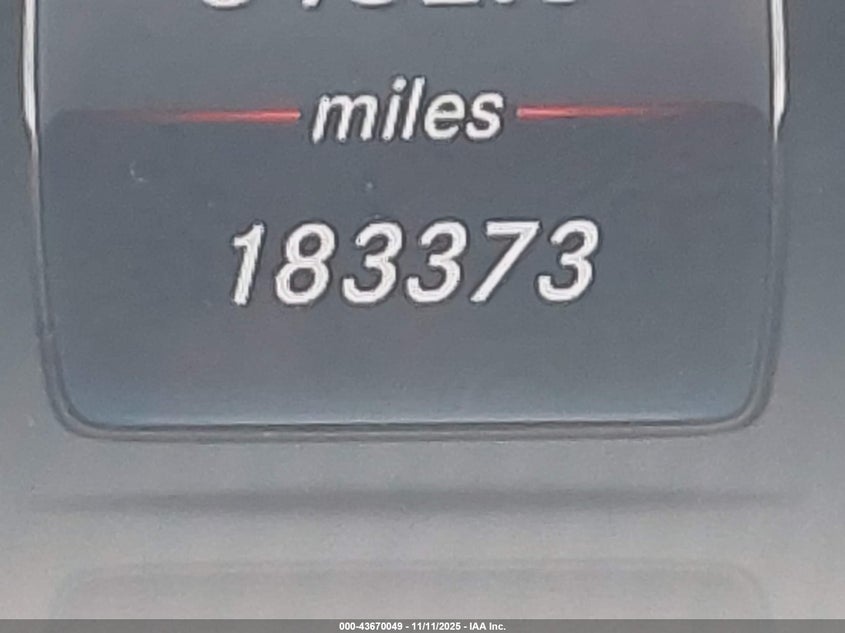 miles
183373
000-43670049 - 11/11/2025 - IAA Inc.